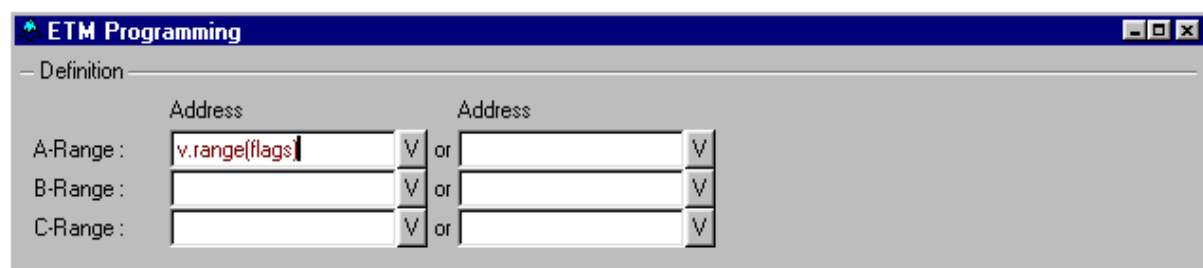 ETM Programming
Definition
Address Address
A-Range : v.range(flags) V or V
B-Range : V or V
C-Range : V or V